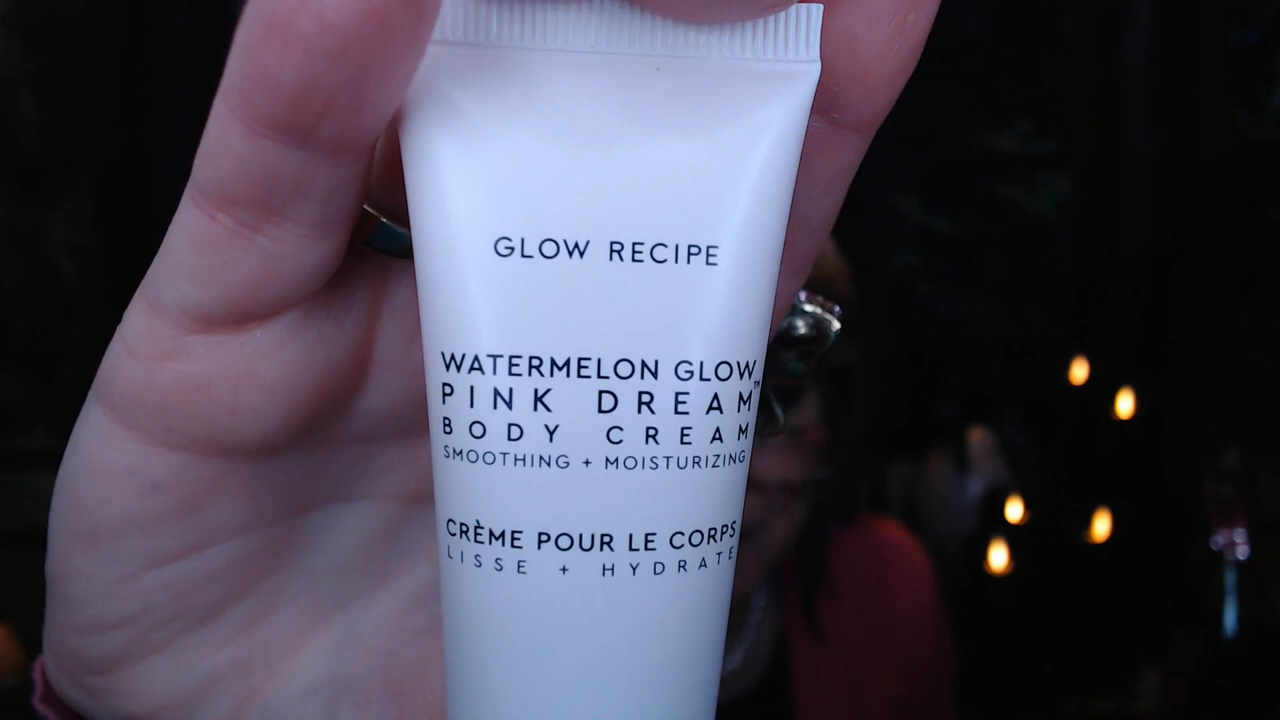 GLOW RECIPE
WATERMELON GLOW
PINK DREAM™
BODY CREAM
SMOOTHING + MOISTURIZING
CRÈME POUR LE CORPS
LISSE + HYDRATE